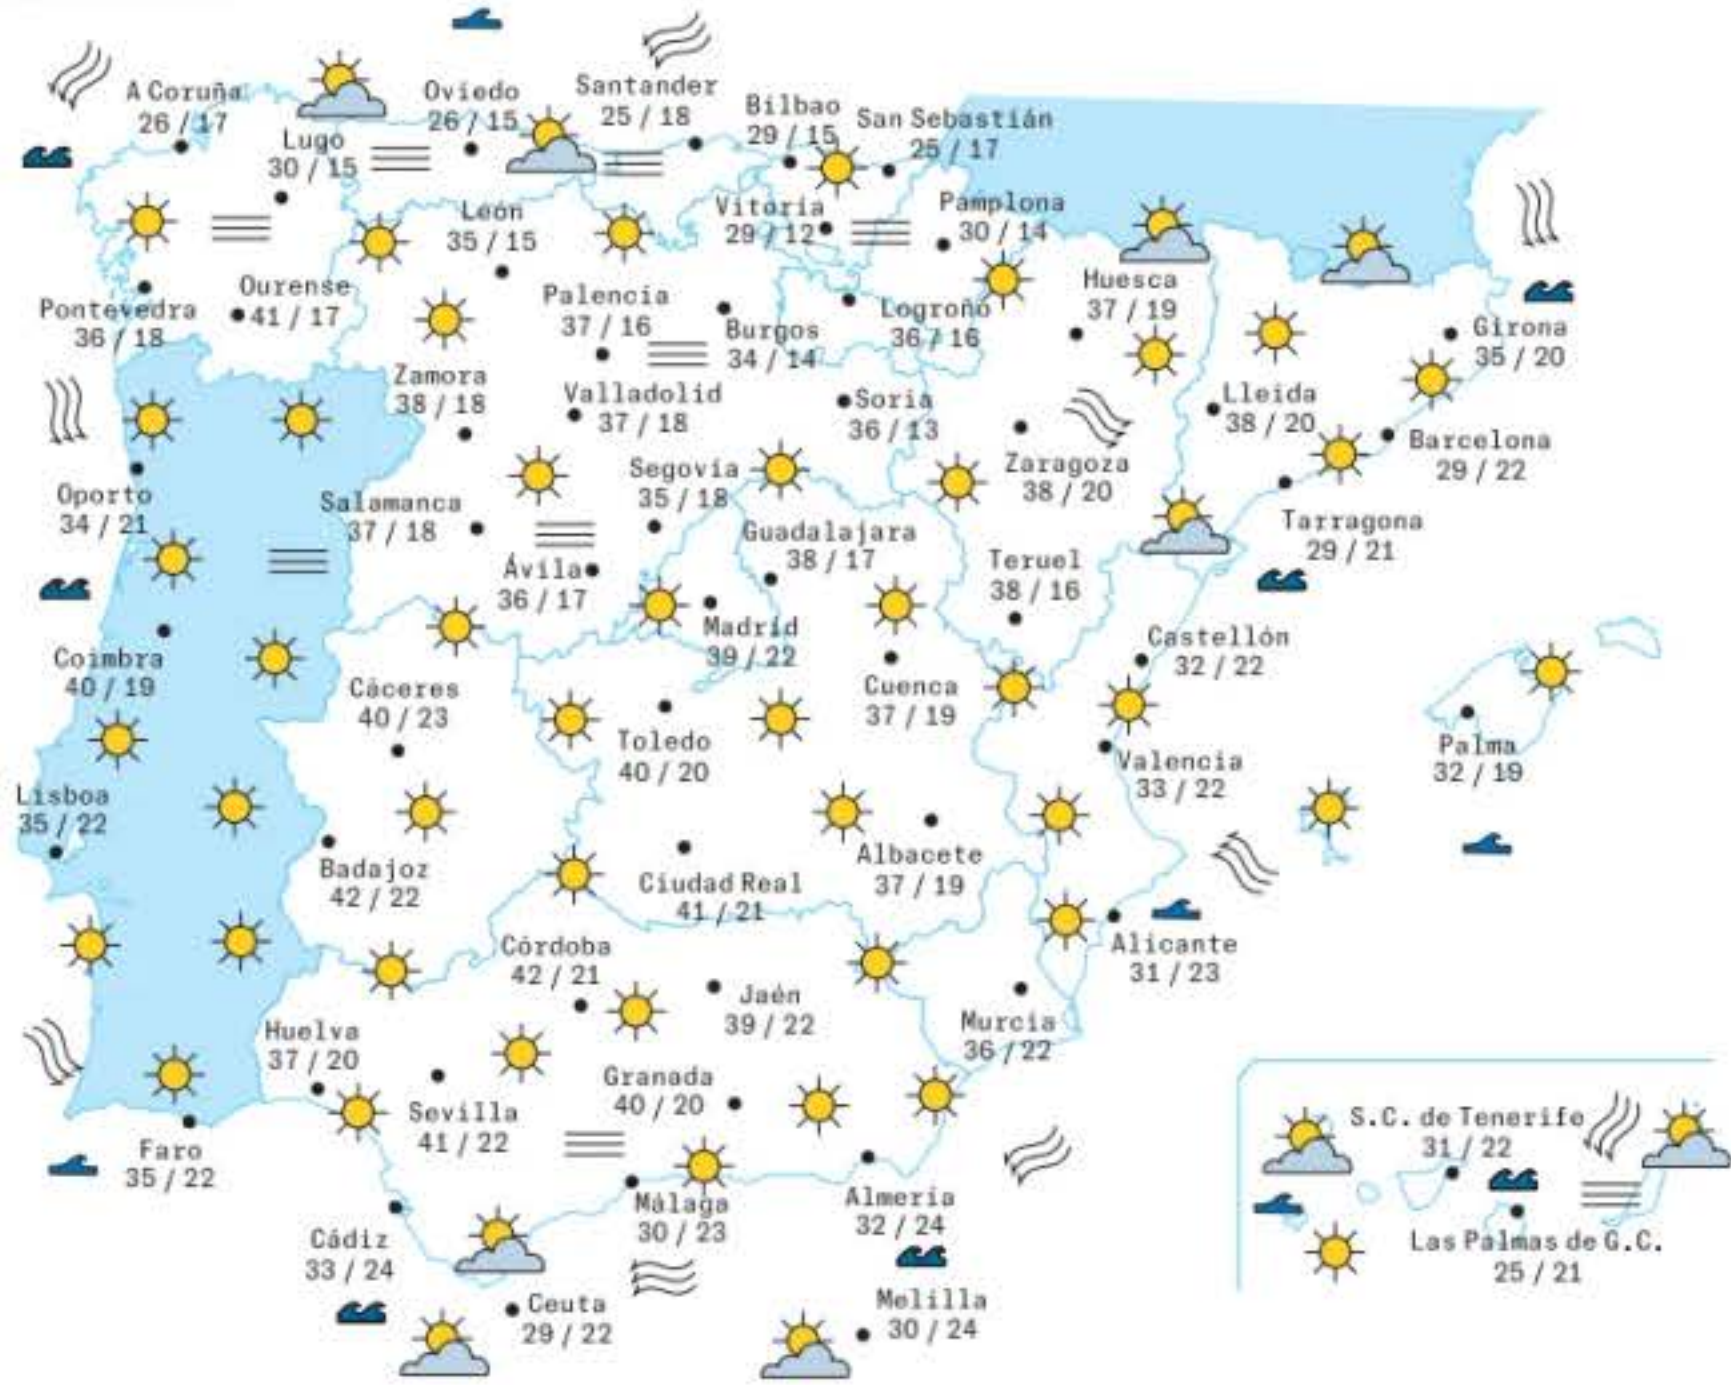 A Coruña
26 / 17
Lugo
30 / 15
Oviedo
26 / 15
Santander
25 / 18
Bilbao
29 / 15
San Sebastián
25 / 17
Vitoria
29 / 12
Pamplona
30 / 14
León
35 / 15
Pontevedra
36 / 18
Ourense
41 / 17
Palencia
37 / 16
Burgos
34 / 14
Logroño
36 / 16
Huesca
37 / 19
Girona
35 / 20
Zamora
38 / 18
Valladolid
37 / 18
Soria
36 / 13
Lleida
38 / 20
Barcelona
29 / 22
Oporto
34 / 21
Salamanca
37 / 18
Segovia
35 / 18
Zaragoza
38 / 20
Tarragona
29 / 21
Ávila
36 / 17
Guadalajara
38 / 17
Teruel
38 / 16
Coimbra
40 / 19
Madrid
39 / 22
Castellón
32 / 22
Cáceres
40 / 23
Cuenca
37 / 19
Toledo
40 / 20
Valencia
33 / 22
Palma
32 / 19
Lisboa
35 / 22
Badajoz
42 / 22
Ciudad Real
41 / 21
Albacete
37 / 19
Alicante
31 / 23
Córdoba
42 / 21
Jaén
39 / 22
Murcia
36 / 22
Huelva
37 / 20
Sevilla
41 / 22
Granada
40 / 20
Faro
35 / 22
Málaga
30 / 23
Almería
32 / 24
Cádiz
33 / 24
Ceuta
29 / 22
Melilla
30 / 24
S.C. de Tenerife
31 / 22
Las Palmas de G.C.
25 / 21